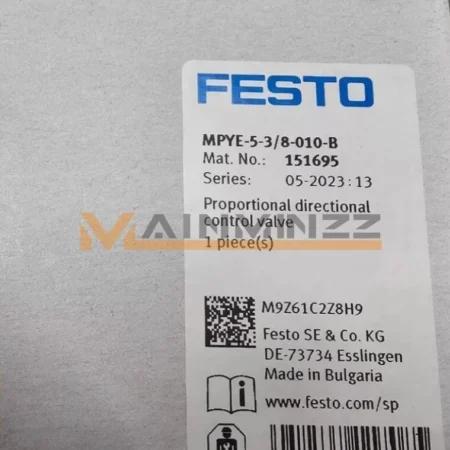 FESTO
MPYE-5-3/8-010-B
Mat. No.: 151695
Series: 05-2023:13
Proportional directional
control valve
MAINMINZZ
1 piece(s)
M9Z61C2Z8H9
Festo SE & Co. KG
DE-73734 Esslingen
Made in Bulgaria
www.festo.com/sp